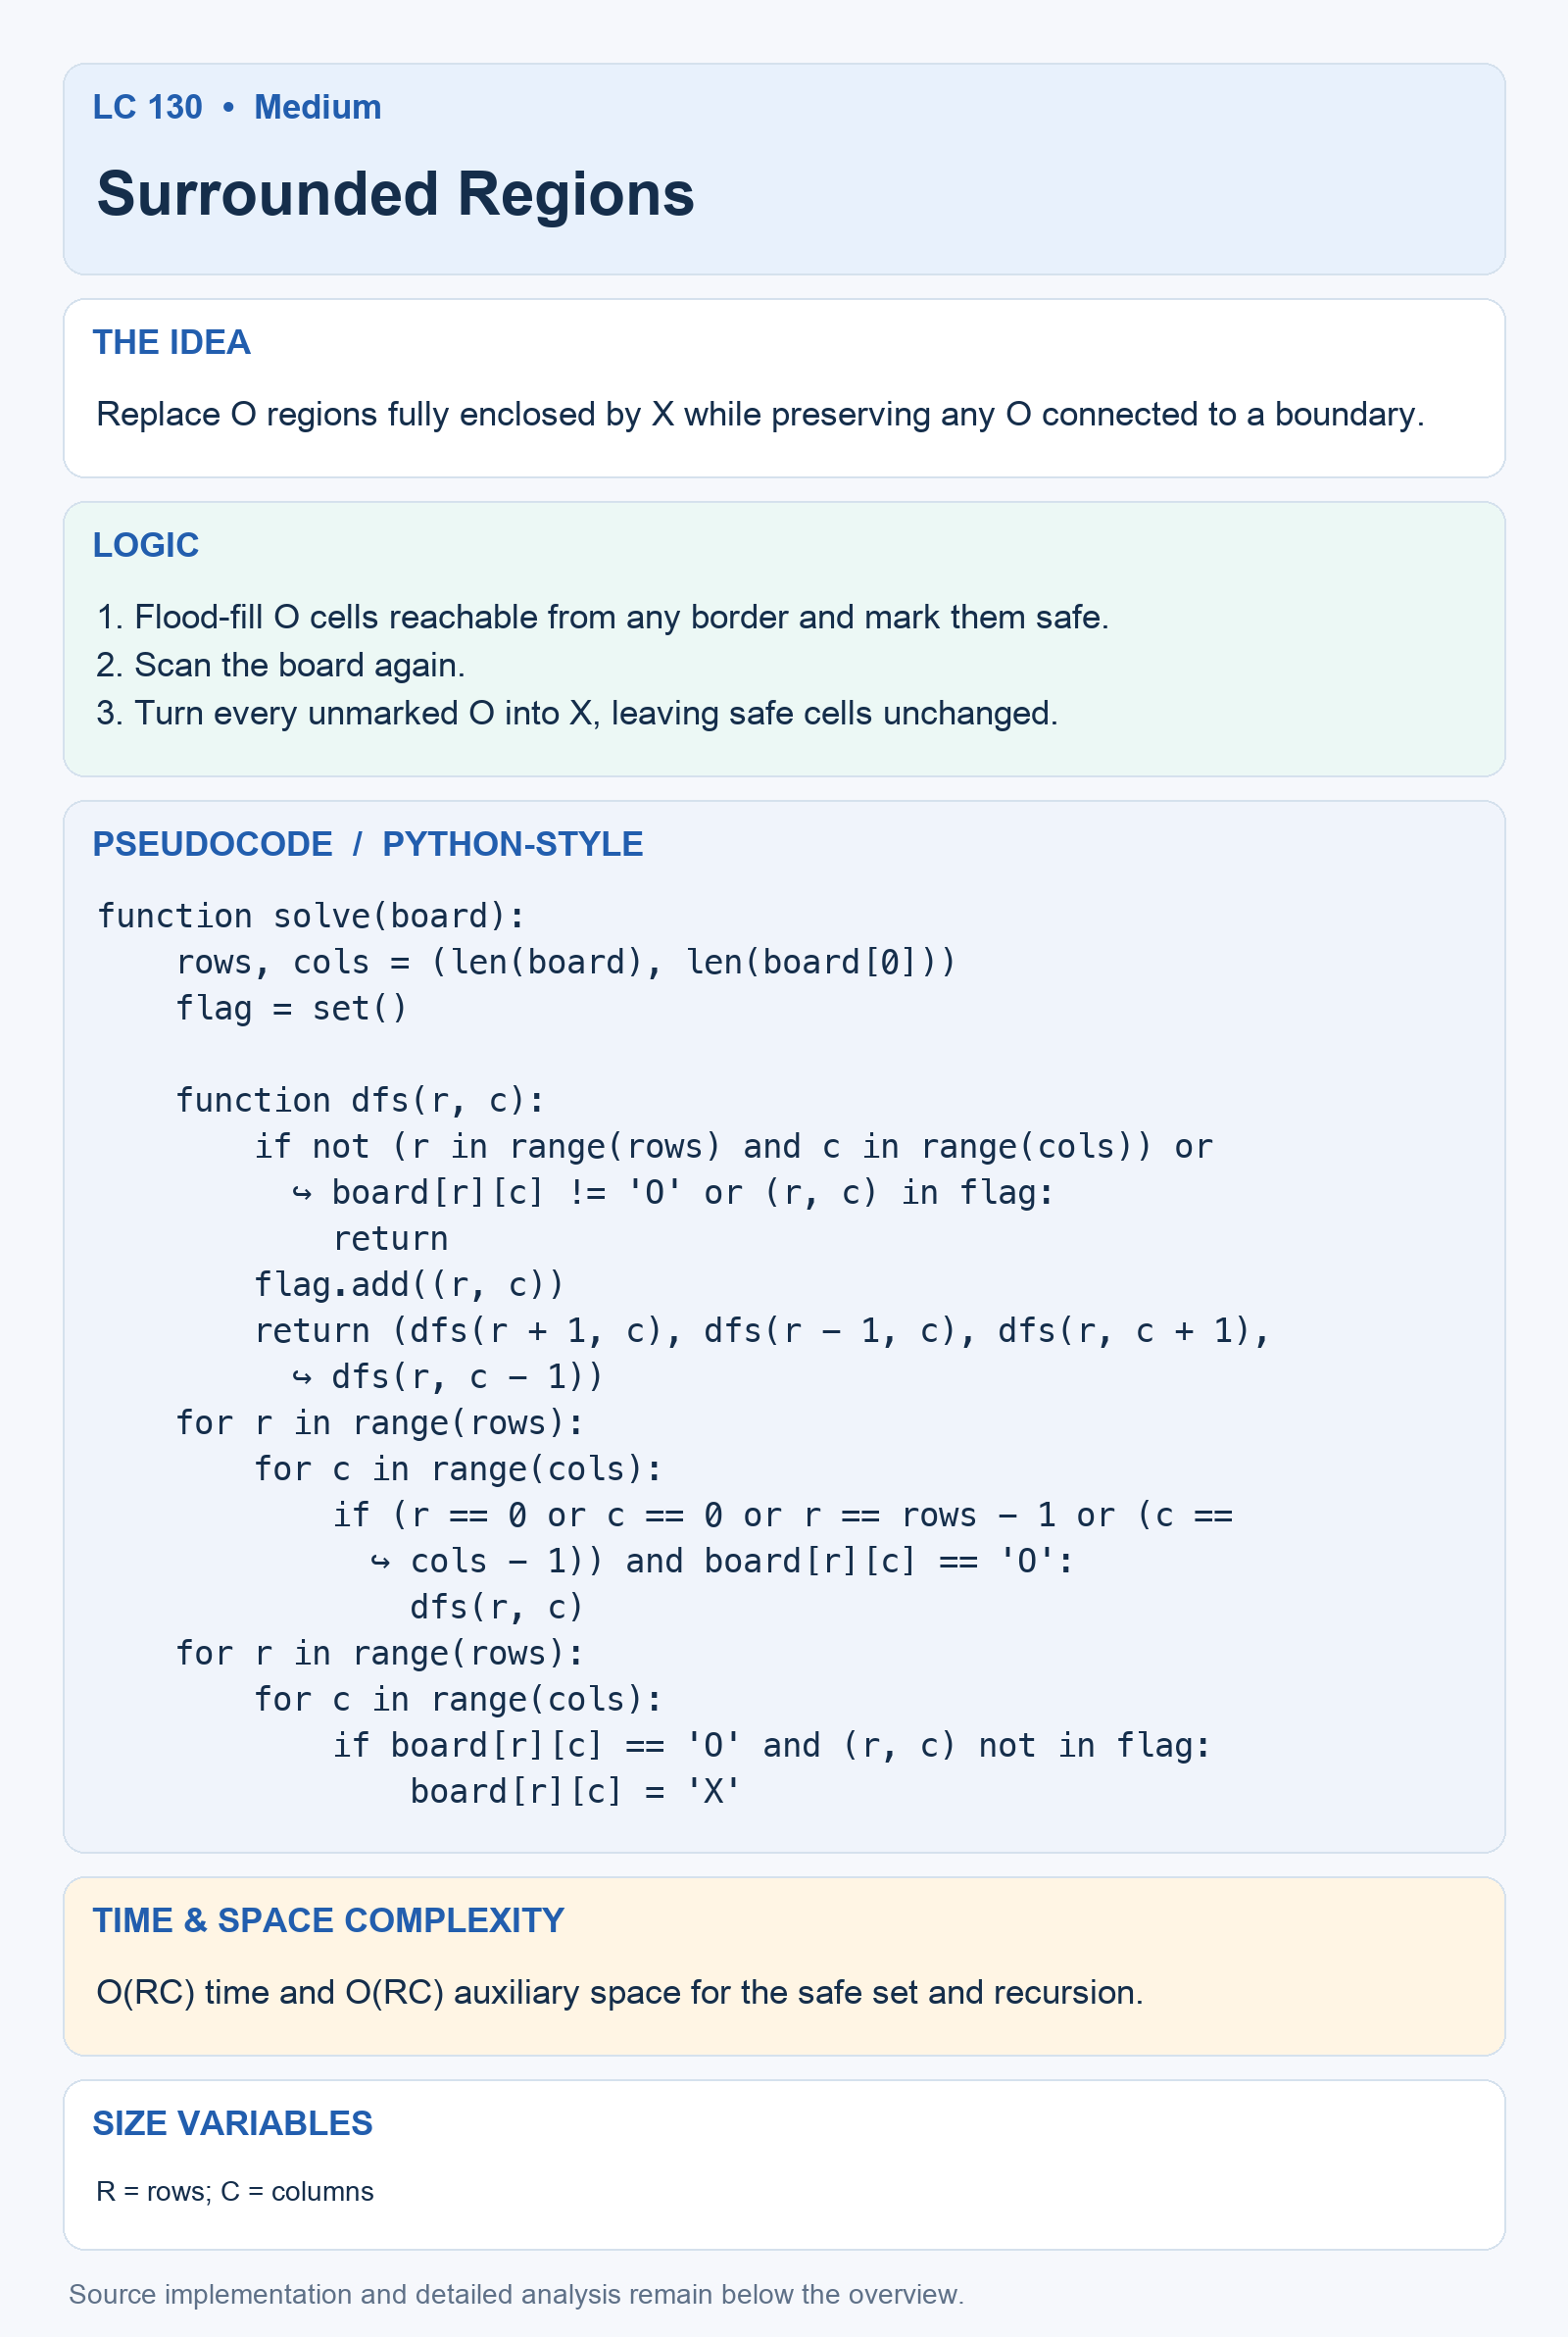 LC 130 • Medium
Surrounded Regions
THE IDEA
Replace O regions fully enclosed by X while preserving any O connected to a boundary.
LOGIC
1. Flood-fill O cells reachable from any border and mark them safe.
2. Scan the board again.
3. Turn every unmarked O into X, leaving safe cells unchanged.
PSEUDOCODE / PYTHON-STYLE
function solve(board):
    rows, cols = (len(board), len(board[0]))
    flag = set()

    function dfs(r, c):
        if not (r in range(rows) and c in range(cols)) or
          ↪ board[r][c] != 'O' or (r, c) in flag:
            return
        flag.add((r, c))
        return (dfs(r + 1, c), dfs(r − 1, c), dfs(r, c + 1),
          ↪ dfs(r, c − 1))
    for r in range(rows):
        for c in range(cols):
            if (r == 0 or c == 0 or r == rows − 1 or (c ==
              ↪ cols − 1)) and board[r][c] == 'O':
                dfs(r, c)
    for r in range(rows):
        for c in range(cols):
            if board[r][c] == 'O' and (r, c) not in flag:
                board[r][c] = 'X'
TIME & SPACE COMPLEXITY
O(RC) time and O(RC) auxiliary space for the safe set and recursion.
SIZE VARIABLES
R = rows; C = columns
Source implementation and detailed analysis remain below the overview.